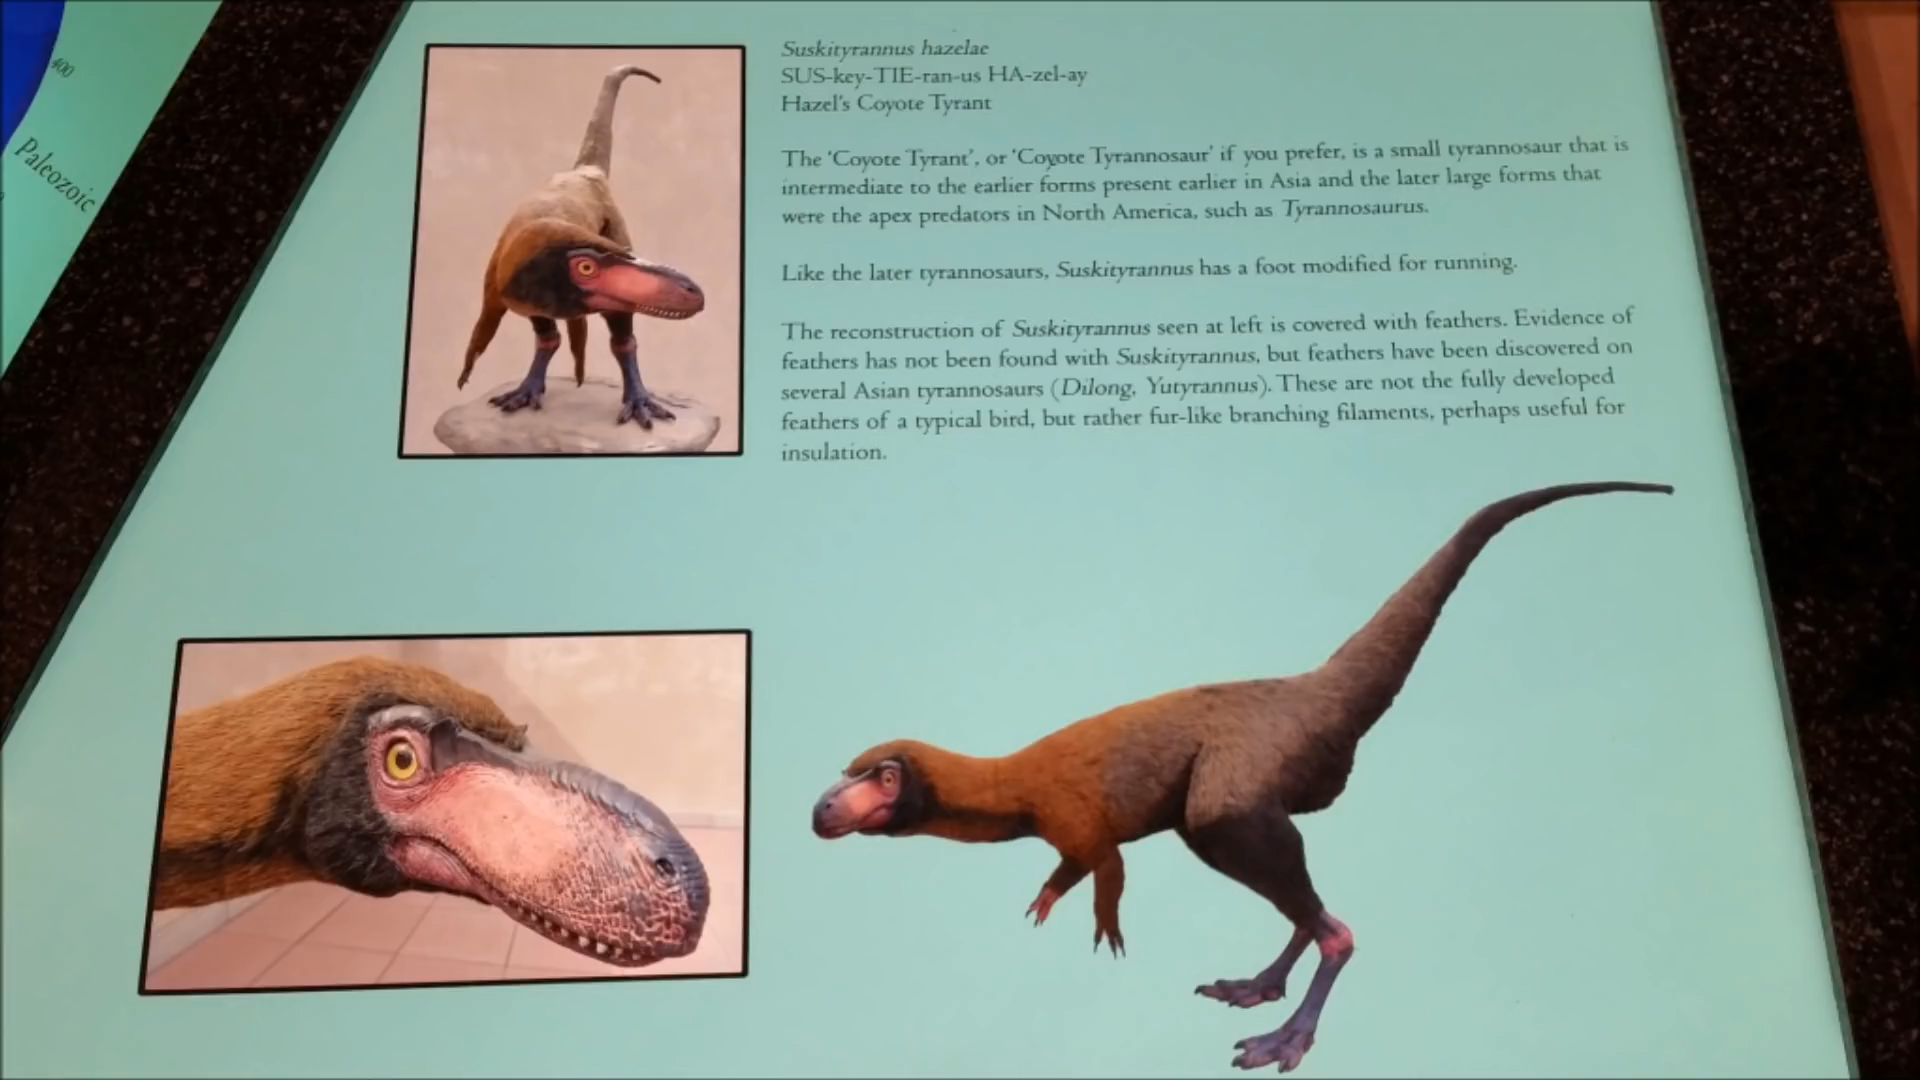 400
Paleozoic
Suskityrannus hazelae
SUS-key-TIE-ran-us HA-zel-ay
Hazel's Coyote Tyrant
The 'Coyote Tyrant', or 'Coyote Tyrannosaur' if you prefer, is a small tyrannosaur that is
intermediate to the earlier forms present earlier in Asia and the later large forms that
were the apex predators in North America, such as Tyrannosaurus.
Like the later tyrannosaurs, Suskityrannus has a foot modified for running.
The reconstruction of Suskityrannus seen at left is covered with feathers. Evidence of
feathers has not been found with Suskityrannus, but feathers have been discovered on
several Asian tyrannosaurs (Dilong, Yutyrannus). These are not the fully developed
feathers of a typical bird, but rather fur-like branching filaments, perhaps useful for
insulation.